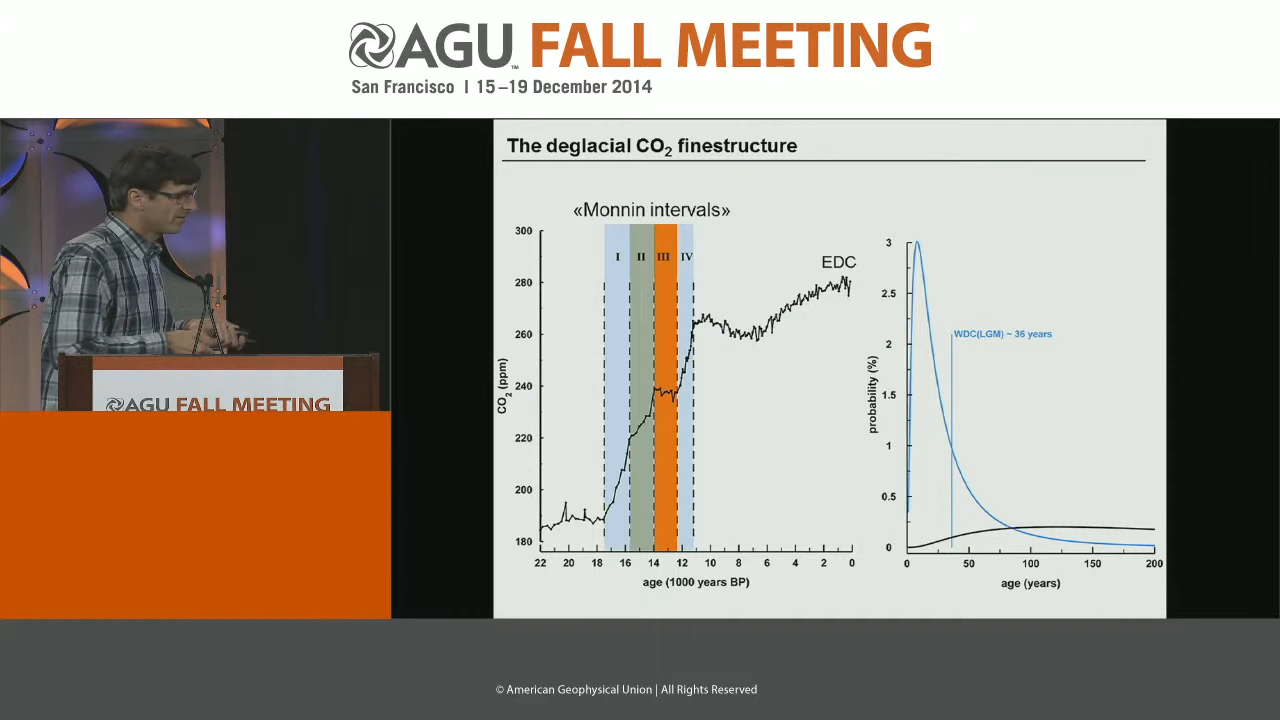 AGU™ FALL MEETING
San Francisco | 15–19 December 2014
The deglacial CO2 finestructure
«Monnin intervals»
I II III IV
EDC
300
280
260
240
220
200
180
CO2 (ppm)
22 20 18 16 14 12 10 8 6 4 2 0
age (1000 years BP)
3
2.5
2
1.5
1
0.5
0
probability (%)
WDC(LGM) ~ 36 years
0 50 100 150 200
age (years)
AGU FALL MEETING
© American Geophysical Union | All Rights Reserved